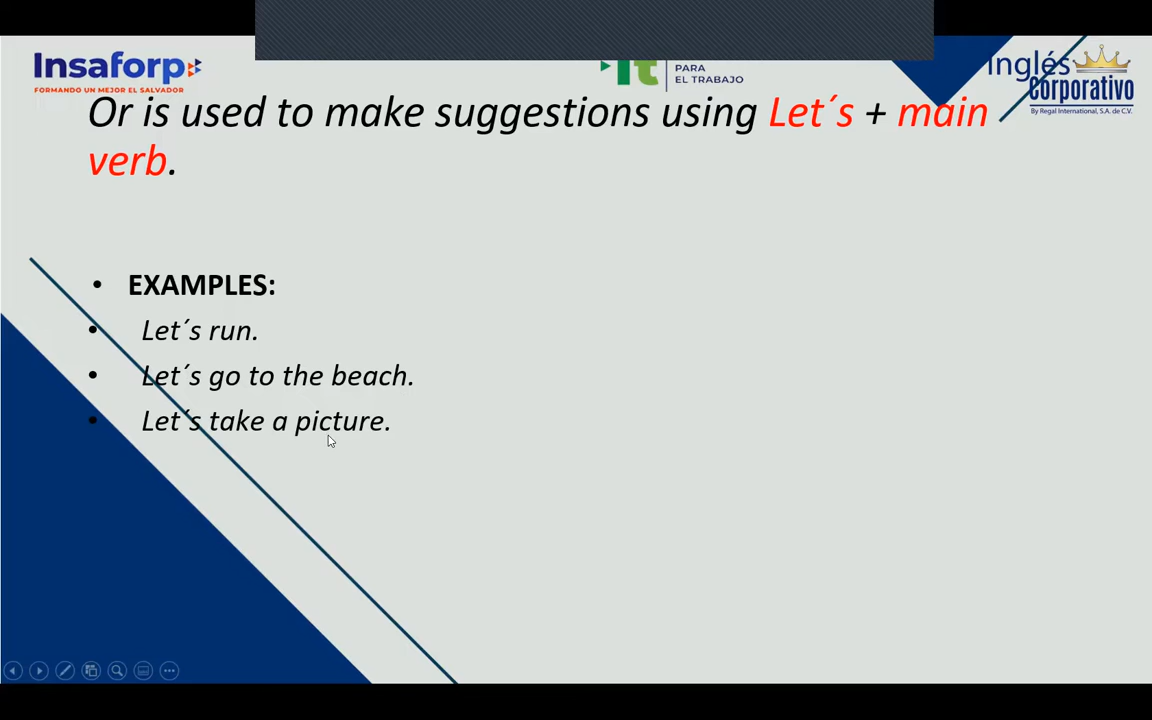 Insaforp
FORMANDO UN MEJOR EL SALVADOR
PARA
EL TRABAJO
Inglés
Corporativo
By Regal International, S.A. de C.V.
Or is used to make suggestions using Let´s + main
verb.
• EXAMPLES:
• Let´s run.
• Let´s go to the beach.
• Let´s take a picture.